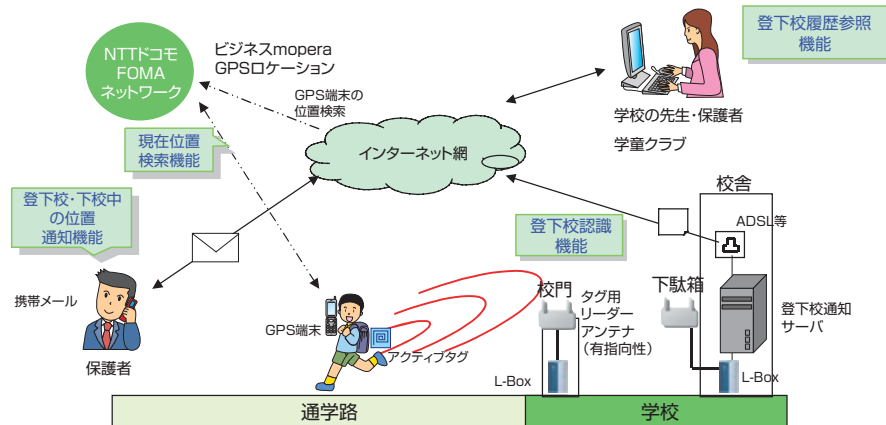 NTTドコモ
FOMA
ネットワーク
ビジネスmopera
GPSロケーション
GPS端末の
位置検索
登下校履歴参照
機能
学校の先生・保護者
学童クラブ
現在位置
検索機能
インターネット網
登下校・下校中
の位置
通知機能
登下校認識
機能
校舎
ADSL等
携帯メール
保護者
GPS端末
アクティブタグ
校門
タグ用
リーダー
アンテナ
(有指向性)
L-Box
下駄箱
登下校通知
サーバ
L-Box
通学路
学校